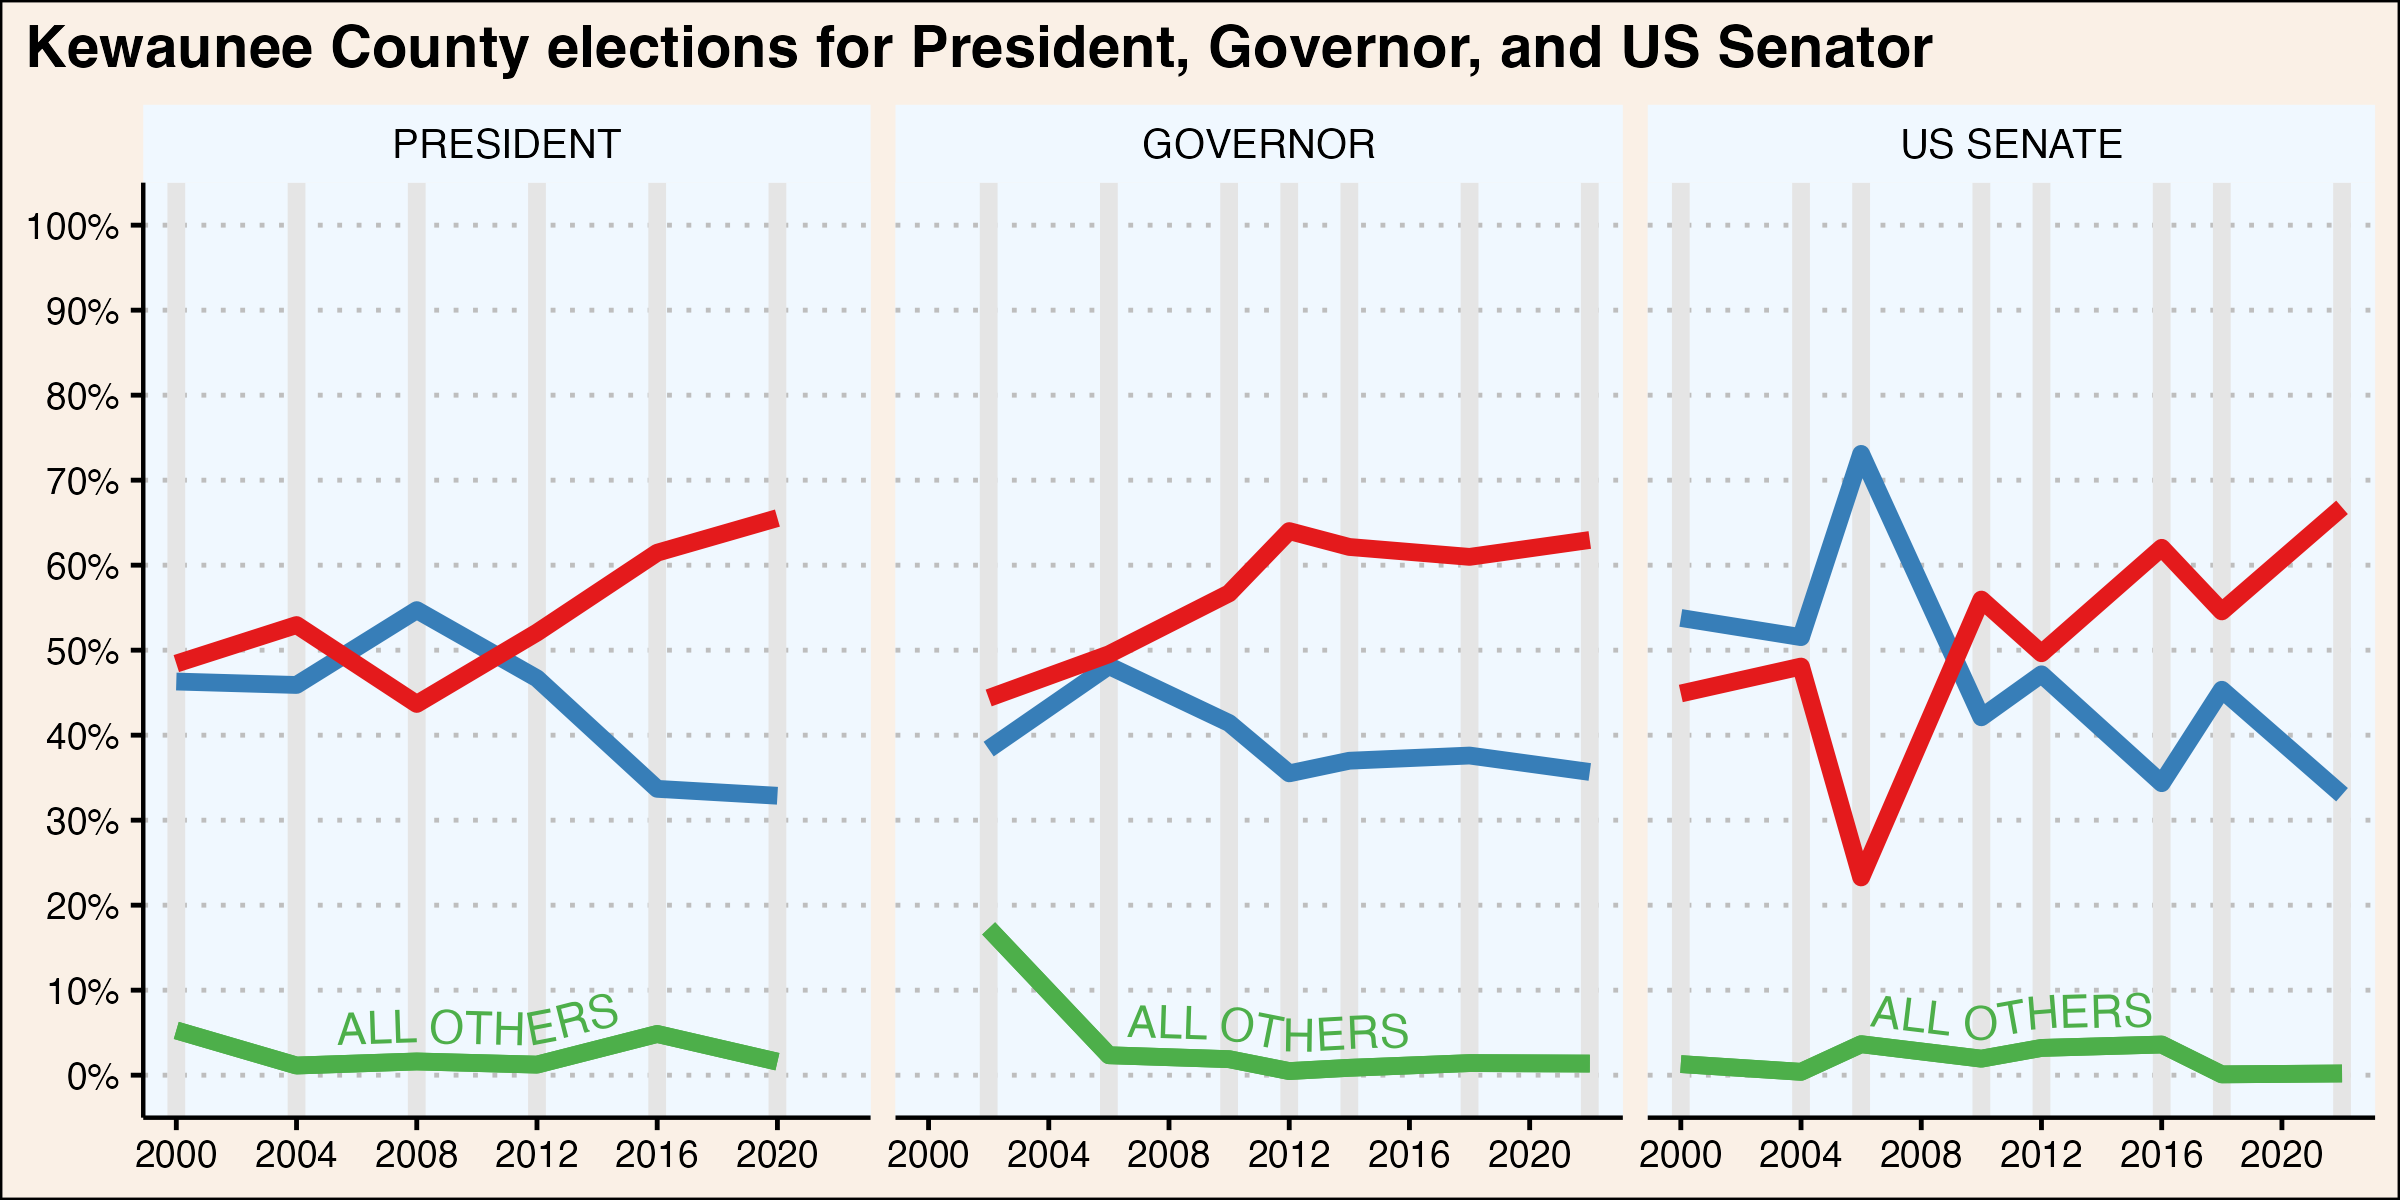 Kewaunee County elections for President, Governor, and US Senator
PRESIDENT
GOVERNOR
US SENATE
100%
90%
80%
70%
60%
50%
40%
30%
20%
10%
0%
ALL OTHERS
ALL OTHERS
ALL OTHERS
2000 2004 2008 2012 2016 2020
2000 2004 2008 2012 2016 2020
2000 2004 2008 2012 2016 2020